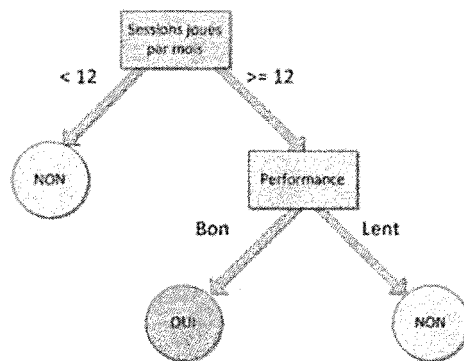 Sessions joués
par mois
< 12
>= 12
NON
Performance
Bon
Lent
OUI
NON